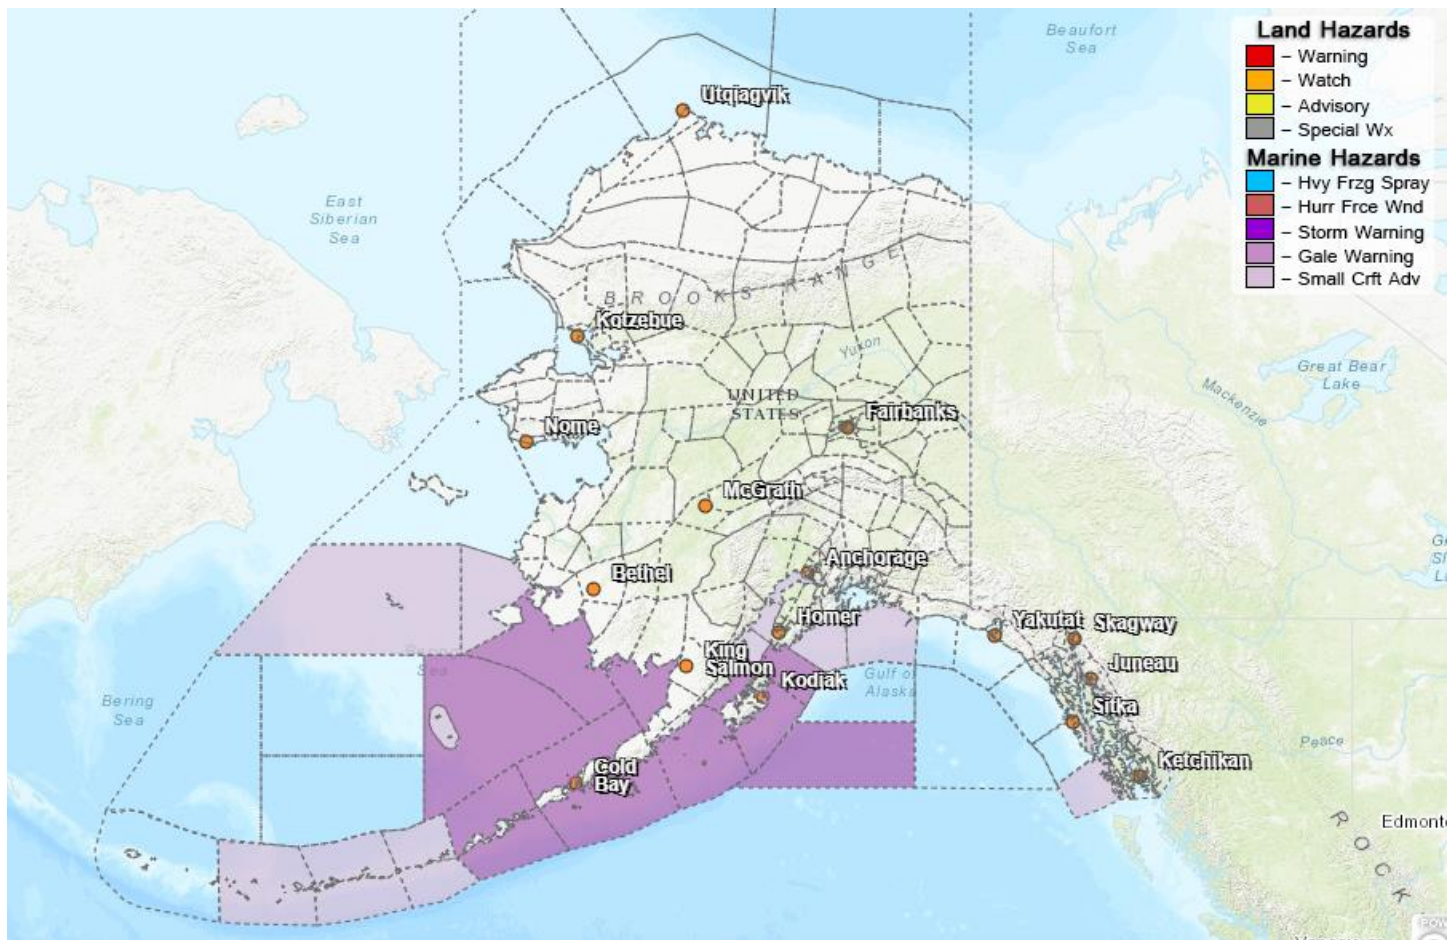 Land Hazards
– Warning
– Watch
– Advisory
– Special Wx
Marine Hazards
– Hvy Frzg Spray
– Hurr Frce Wnd
– Storm Warning
– Gale Warning
– Small Crft Adv
Beaufort
Sea
Utqiagvik
East
Siberian
Sea
BROOKS RANGE
Kotzebue
Yukon
Great Bear
Lake
Mackenzie
UNITED
STATES
Fairbanks
Nome
McGrath
Anchorage
Bethel
Homer
Yakutat
Skagway
King
Salmon
Juneau
Kodiak
Gulf of
Alaska
Sea
Bering
Sea
Sitka
Peace
Ketchikan
Cold
Bay
Edmont
ROCK